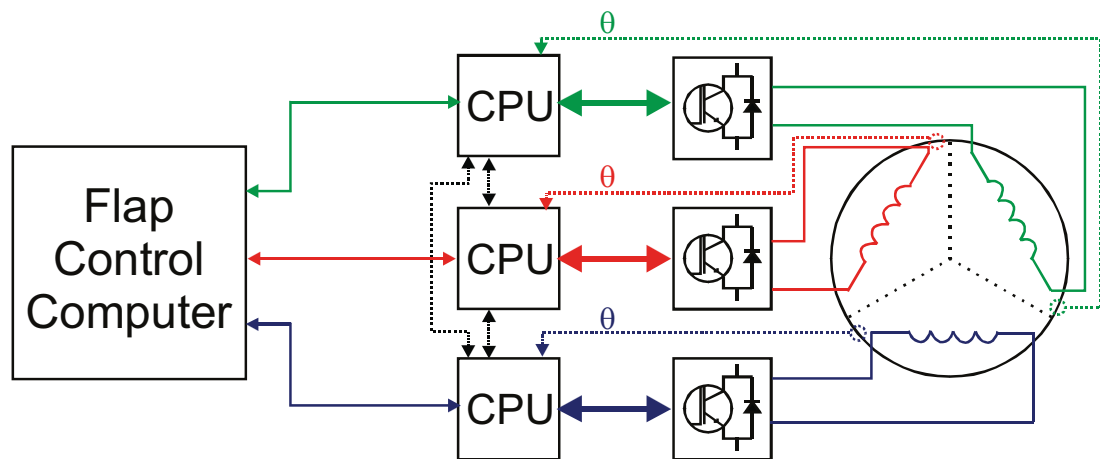 θ
CPU
θ
Flap
Control
Computer
CPU
θ
CPU